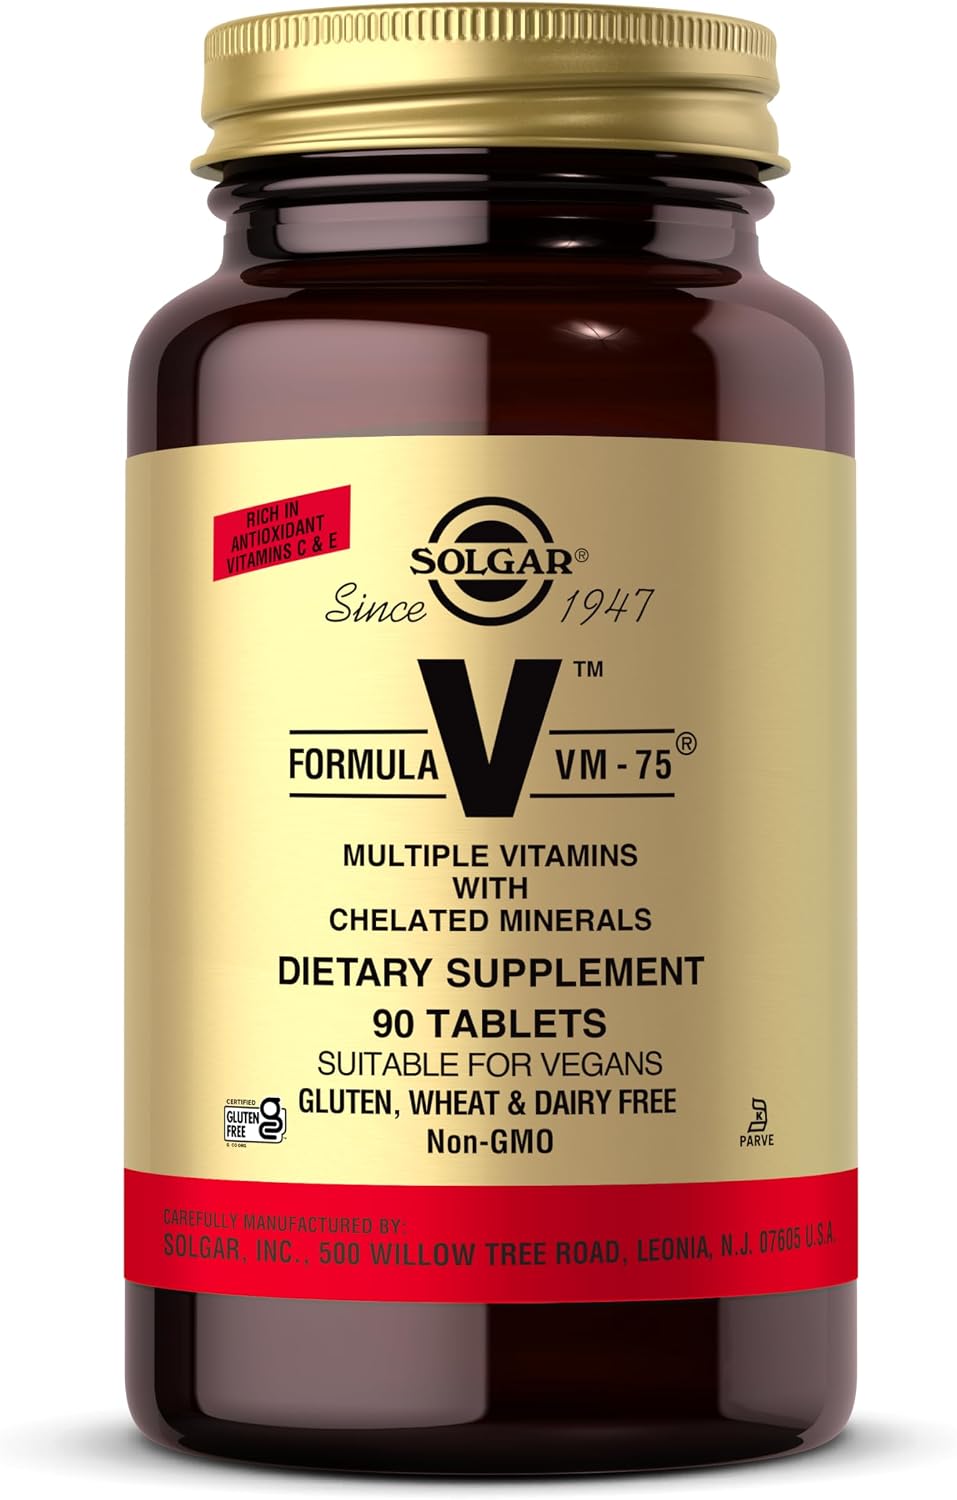 RICH IN
ANTIOXIDANT
VITAMINS C & E
SOLGAR®
Since 1947
V™
FORMULA VM - 75®
MULTIPLE VITAMINS
WITH
CHELATED MINERALS
DIETARY SUPPLEMENT
90 TABLETS
SUITABLE FOR VEGANS
GLUTEN, WHEAT & DAIRY FREE
Non-GMO
CERTIFIED
GLUTEN
FREE
K
PARVE
CAREFULLY MANUFACTURED BY:
SOLGAR, INC., 500 WILLOW TREE ROAD, LEONIA, N.J. 07605 U.S.A.